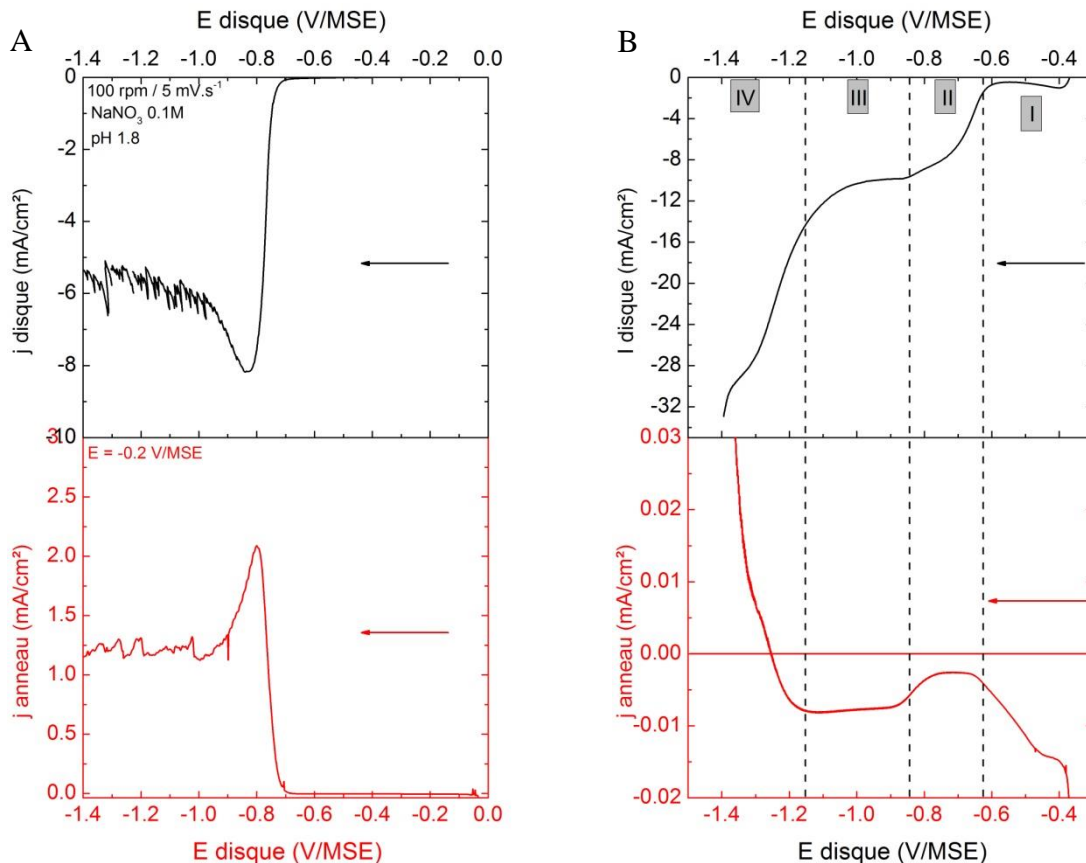 A
E disque (V/MSE)
-1.4 -1.2 -1.0 -0.8 -0.6 -0.4 -0.2 0.0
0
-2
-4
-6
-8
-10
j disque (mA/cm²)
100 rpm / 5 mV.s⁻¹
NaNO₃ 0.1M
pH 1.8
3
2.5
2.0
1.5
1.0
0.5
0.0
j anneau (mA/cm²)
E = -0.2 V/MSE
-1.4 -1.2 -1.0 -0.8 -0.6 -0.4 -0.2 0.0
E disque (V/MSE)
B
E disque (V/MSE)
-1.4 -1.2 -1.0 -0.8 -0.6 -0.4
0
-4
-8
-12
-16
-20
-24
-28
-32
I disque (mA/cm²)
IV III II I
0.03
0.02
0.01
0.00
-0.01
-0.02
j anneau (mA/cm²)
-1.4 -1.2 -1.0 -0.8 -0.6 -0.4
E disque (V/MSE)